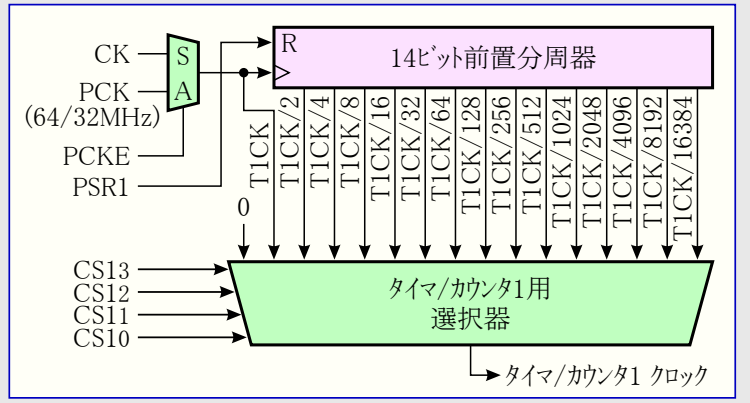 CK
PCK
(64/32MHz)
PCKE
PSR1
S
A
R
14ビット前置分周器
0
T1CK
T1CK/2
T1CK/4
T1CK/8
T1CK/16
T1CK/32
T1CK/64
T1CK/128
T1CK/256
T1CK/512
T1CK/1024
T1CK/2048
T1CK/4096
T1CK/8192
T1CK/16384
CS13
CS12
CS11
CS10
タイマ/カウンタ1用
選択器
タイマ/カウンタ1 クロック